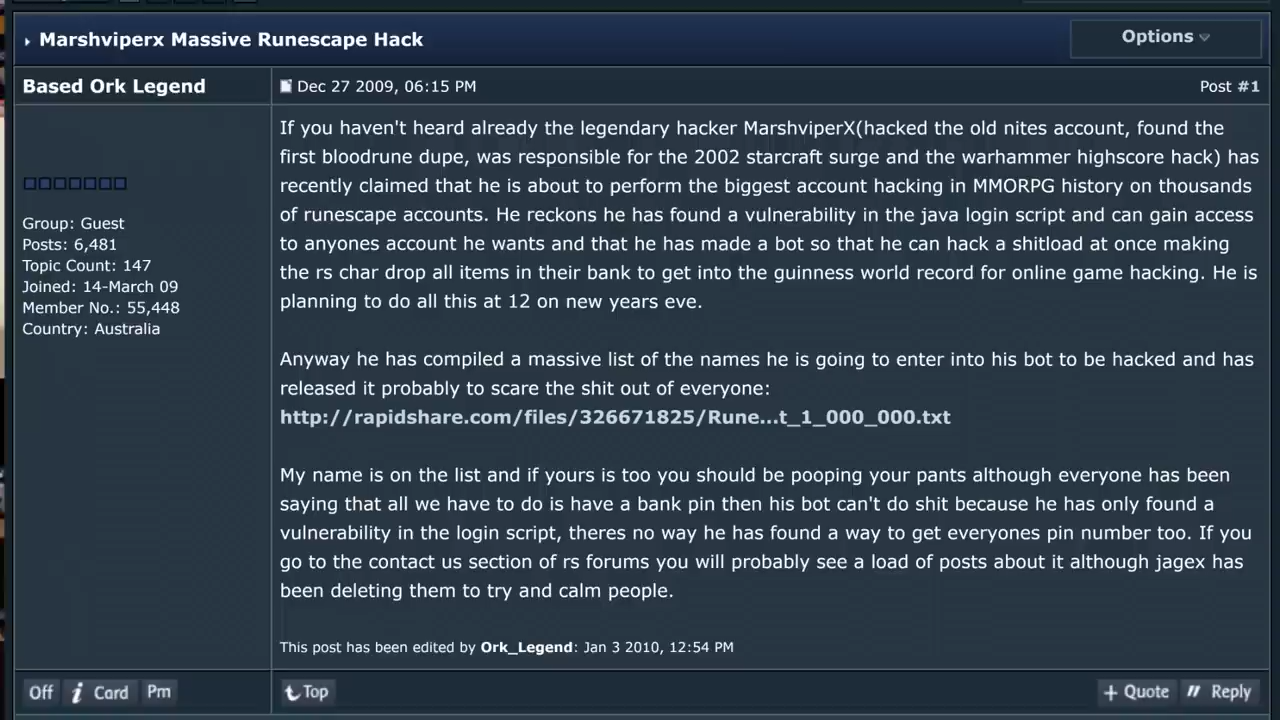 Marshviperx Massive Runescape Hack
Options
Based Ork Legend
Dec 27 2009, 06:15 PM
Post #1
Group: Guest
Posts: 6,481
Topic Count: 147
Joined: 14-March 09
Member No.: 55,448
Country: Australia
If you haven't heard already the legendary hacker MarshviperX(hacked the old nites account, found the
first bloodrune dupe, was responsible for the 2002 starcraft surge and the warhammer highscore hack) has
recently claimed that he is about to perform the biggest account hacking in MMORPG history on thousands
of runescape accounts. He reckons he has found a vulnerability in the java login script and can gain access
to anyones account he wants and that he has made a bot so that he can hack a shitload at once making
the rs char drop all items in their bank to get into the guinness world record for online game hacking. He is
planning to do all this at 12 on new years eve.
Anyway he has compiled a massive list of the names he is going to enter into his bot to be hacked and has
released it probably to scare the shit out of everyone:
http://rapidshare.com/files/326671825/Rune...t_1_000_000.txt
My name is on the list and if yours is too you should be pooping your pants although everyone has been
saying that all we have to do is have a bank pin then his bot can't do shit because he has only found a
vulnerability in the login script, theres no way he has found a way to get everyones pin number too. If you
go to the contact us section of rs forums you will probably see a load of posts about it although jagex has
been deleting them to try and calm people.
This post has been edited by Ork_Legend: Jan 3 2010, 12:54 PM
Off
i Card
Pm
Top
+ Quote
" Reply